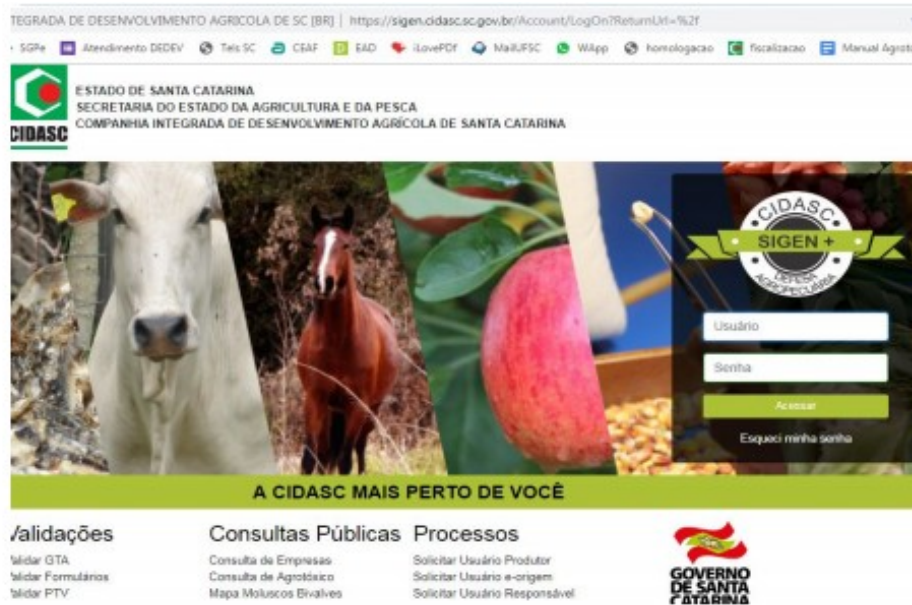 TEGRADA DE DESENVOLVIMENTO AGRICOLA DE SC [BR] | https://sigen.cidasc.sc.gov.br/Account/LogOn?ReturnUrl=%2f
SGPe Atendimento DEDEV Tels SC CEAF EAD iLovePDf MailUFSC WApp homologacao fiscalizacao Manual Agrot
CIDASC
ESTADO DE SANTA CATARINA
SECRETARIA DO ESTADO DA AGRICULTURA E DA PESCA
COMPANHIA INTEGRADA DE DESENVOLVIMENTO AGRÍCOLA DE SANTA CATARINA
CIDASC
SIGEN +
DEFESA AGROPECUÁRIA
Usuário
Senha
Acessar
Esqueci minha senha
A CIDASC MAIS PERTO DE VOCÊ
Validações
Validar GTA
Validar Formulários
Validar PTV
Consultas Públicas
Consulta de Empresas
Consulta de Agrotóxico
Mapa Moluscos Bivalves
Processos
Solicitar Usuário Produtor
Solicitar Usuário e-origem
Solicitar Usuário Responsável
GOVERNO
DE SANTA
CATARINA